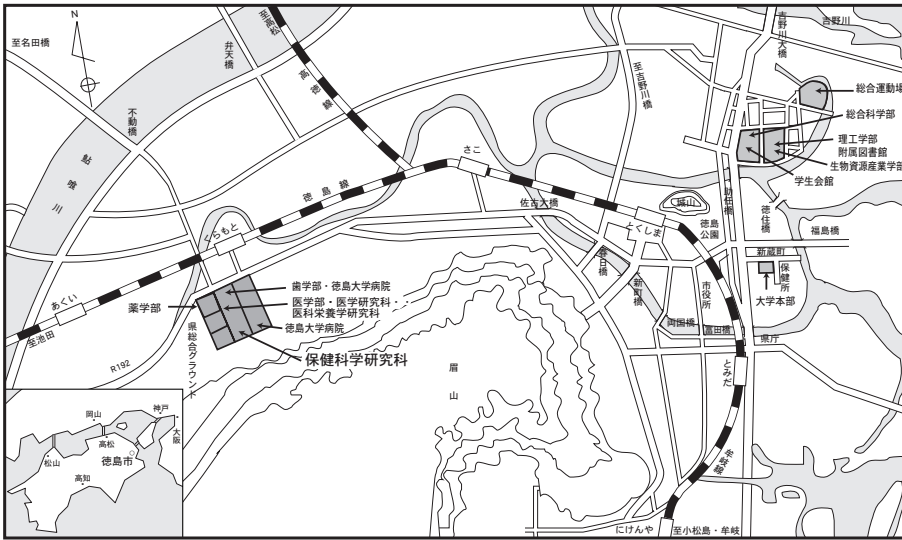 N
至名田橋
弁天橋
至高松
高徳線
不動橋
鮎喰川
至吉野川橋
吉野川大橋
吉野川
総合運動場
総合科学部
理工学部
附属図書館
生物資源産業学部
学生会館
さこ
徳島線
佐古大橋
くらもと
とくしま
城山
徳島
公園
助任橋
徳住橋
福島橋
新蔵町
保健所
大学本部
春日橋
新町橋
市役所
両国橋
富田橋
県庁
とみだ
あくい
至池田
薬学部
歯学部・徳島大学病院
医学部・医学研究科・
医科栄養学研究科
徳島大学病院
保健科学研究科
県総合グラウンド
R192
眉山
牟岐線
にけんや
至小松島・牟岐
岡山
神戸
大阪
高松
徳島市
松山
高知